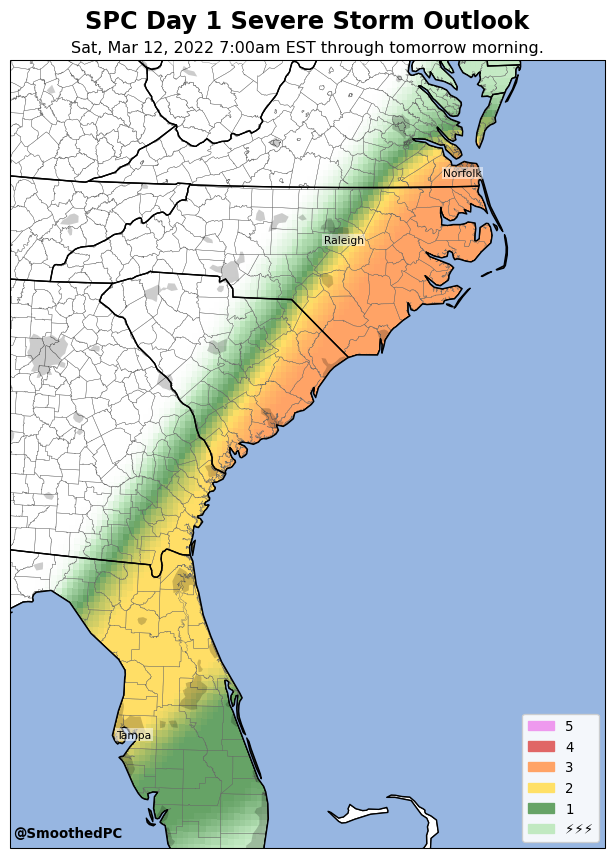 SPC Day 1 Severe Storm Outlook
Sat, Mar 12, 2022 7:00am EST through tomorrow morning.
Norfolk
Raleigh
Tampa
5
4
3
2
1
⚡⚡⚡
@SmoothedPC